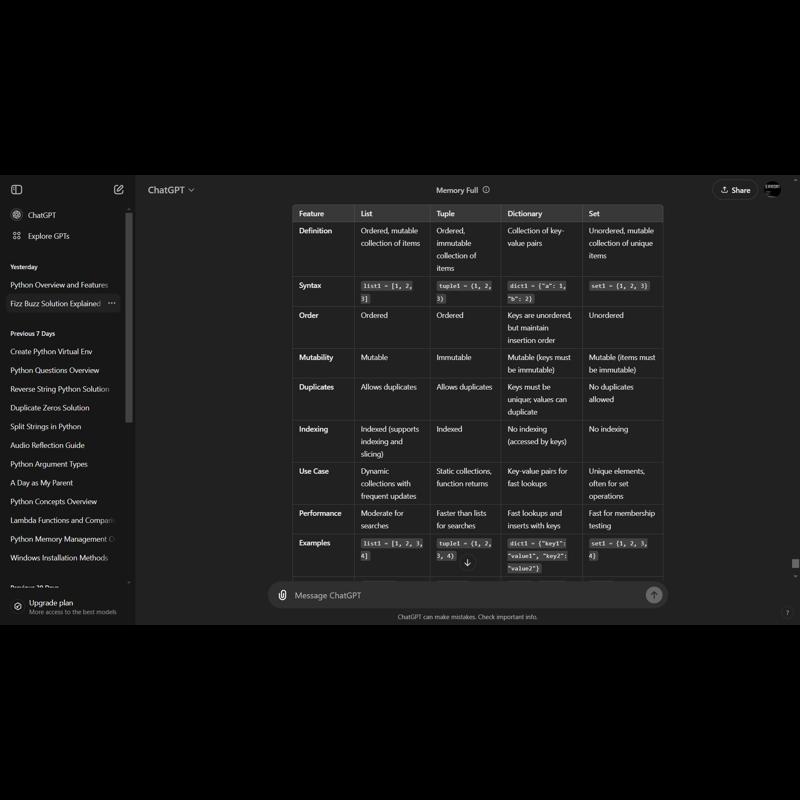 ChatGPT
Memory Full
Share
ChatGPT
Explore GPTs
Yesterday
Python Overview and Features
Fizz Buzz Solution Explained
Previous 7 Days
Create Python Virtual Env
Python Questions Overview
Reverse String Python Solution
Duplicate Zeros Solution
Split Strings in Python
Audio Reflection Guide
Python Argument Types
A Day as My Parent
Python Concepts Overview
Lambda Functions and Compari
Python Memory Management O
Windows Installation Methods
Previous 30 Days
Upgrade plan
More access to the best models
Feature List Tuple Dictionary Set
Definition
Ordered, mutable
collection of items
Ordered,
immutable
collection of
items
Collection of key-
value pairs
Unordered, mutable
collection of unique
items
Syntax
list1 = [1, 2,
3]
tuple1 = (1, 2,
3)
dict1 = {"a": 1,
"b": 2}
set1 = {1, 2, 3}
Order
Ordered
Ordered
Keys are unordered,
but maintain
insertion order
Unordered
Mutability
Mutable
Immutable
Mutable (keys must
be immutable)
Mutable (items must
be immutable)
Duplicates
Allows duplicates
Allows duplicates
Keys must be
unique; values can
duplicate
No duplicates
allowed
Indexing
Indexed (supports
indexing and
slicing)
Indexed
No indexing
(accessed by keys)
No indexing
Use Case
Dynamic
collections with
frequent updates
Static collections,
function returns
Key-value pairs for
fast lookups
Unique elements,
often for set
operations
Performance
Moderate for
searches
Faster than lists
for searches
Fast lookups and
inserts with keys
Fast for membership
testing
Examples
list1 = [1, 2, 3,
4]
tuple1 = (1, 2,
3, 4)
dict1 = {"key1":
"value1", "key2":
"value2"}
set1 = {1, 2, 3,
4}
Message ChatGPT
ChatGPT can make mistakes. Check important info.
?